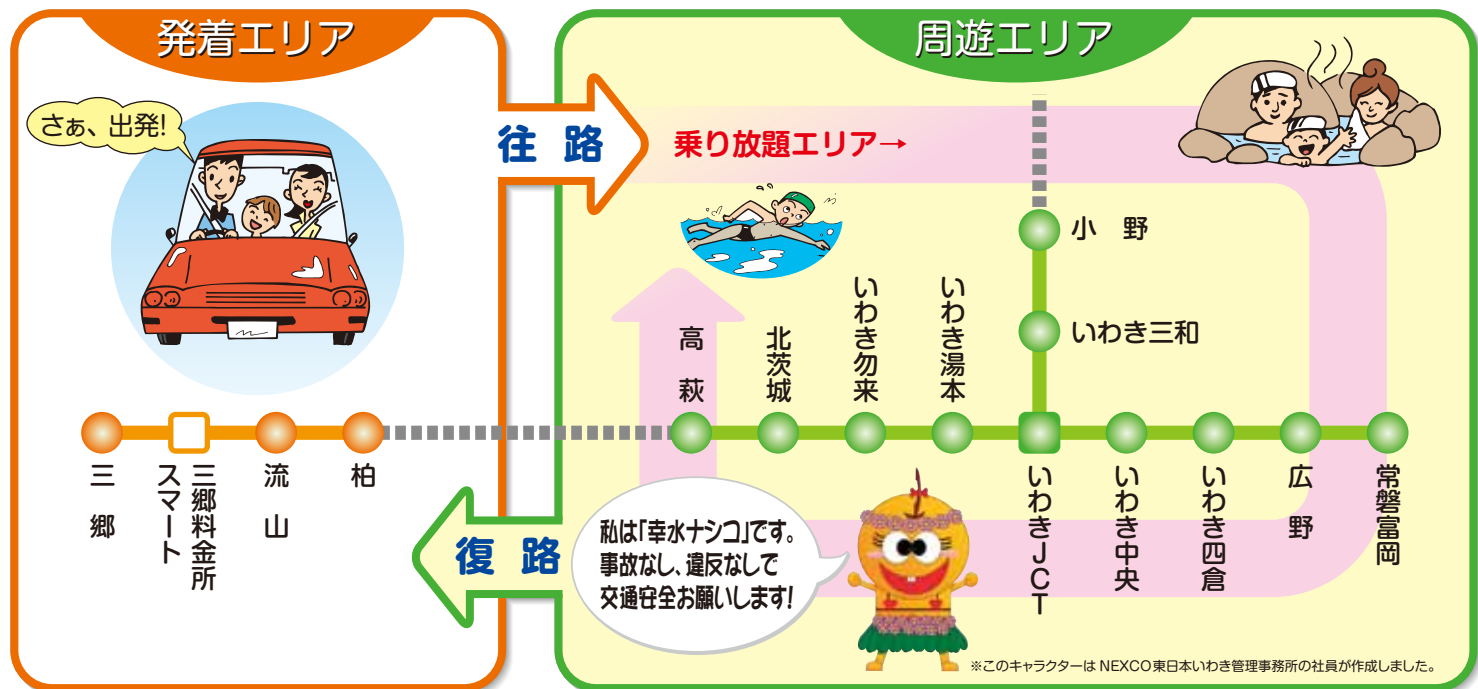 発着エリア
さぁ、出発!
三郷
三郷料金所
スマート
流山
柏
往路
復路
周遊エリア
乗り放題エリア→
小野
いわき三和
高萩
北茨城
いわき勿来
いわき湯本
いわきJCT
いわき中央
いわき四倉
広野
常磐富岡
私は「幸水ナシコ」です。
事故なし、違反なしで
交通安全お願いします!
※このキャラクターは NEXCO東日本いわき管理事務所の社員が作成しました。